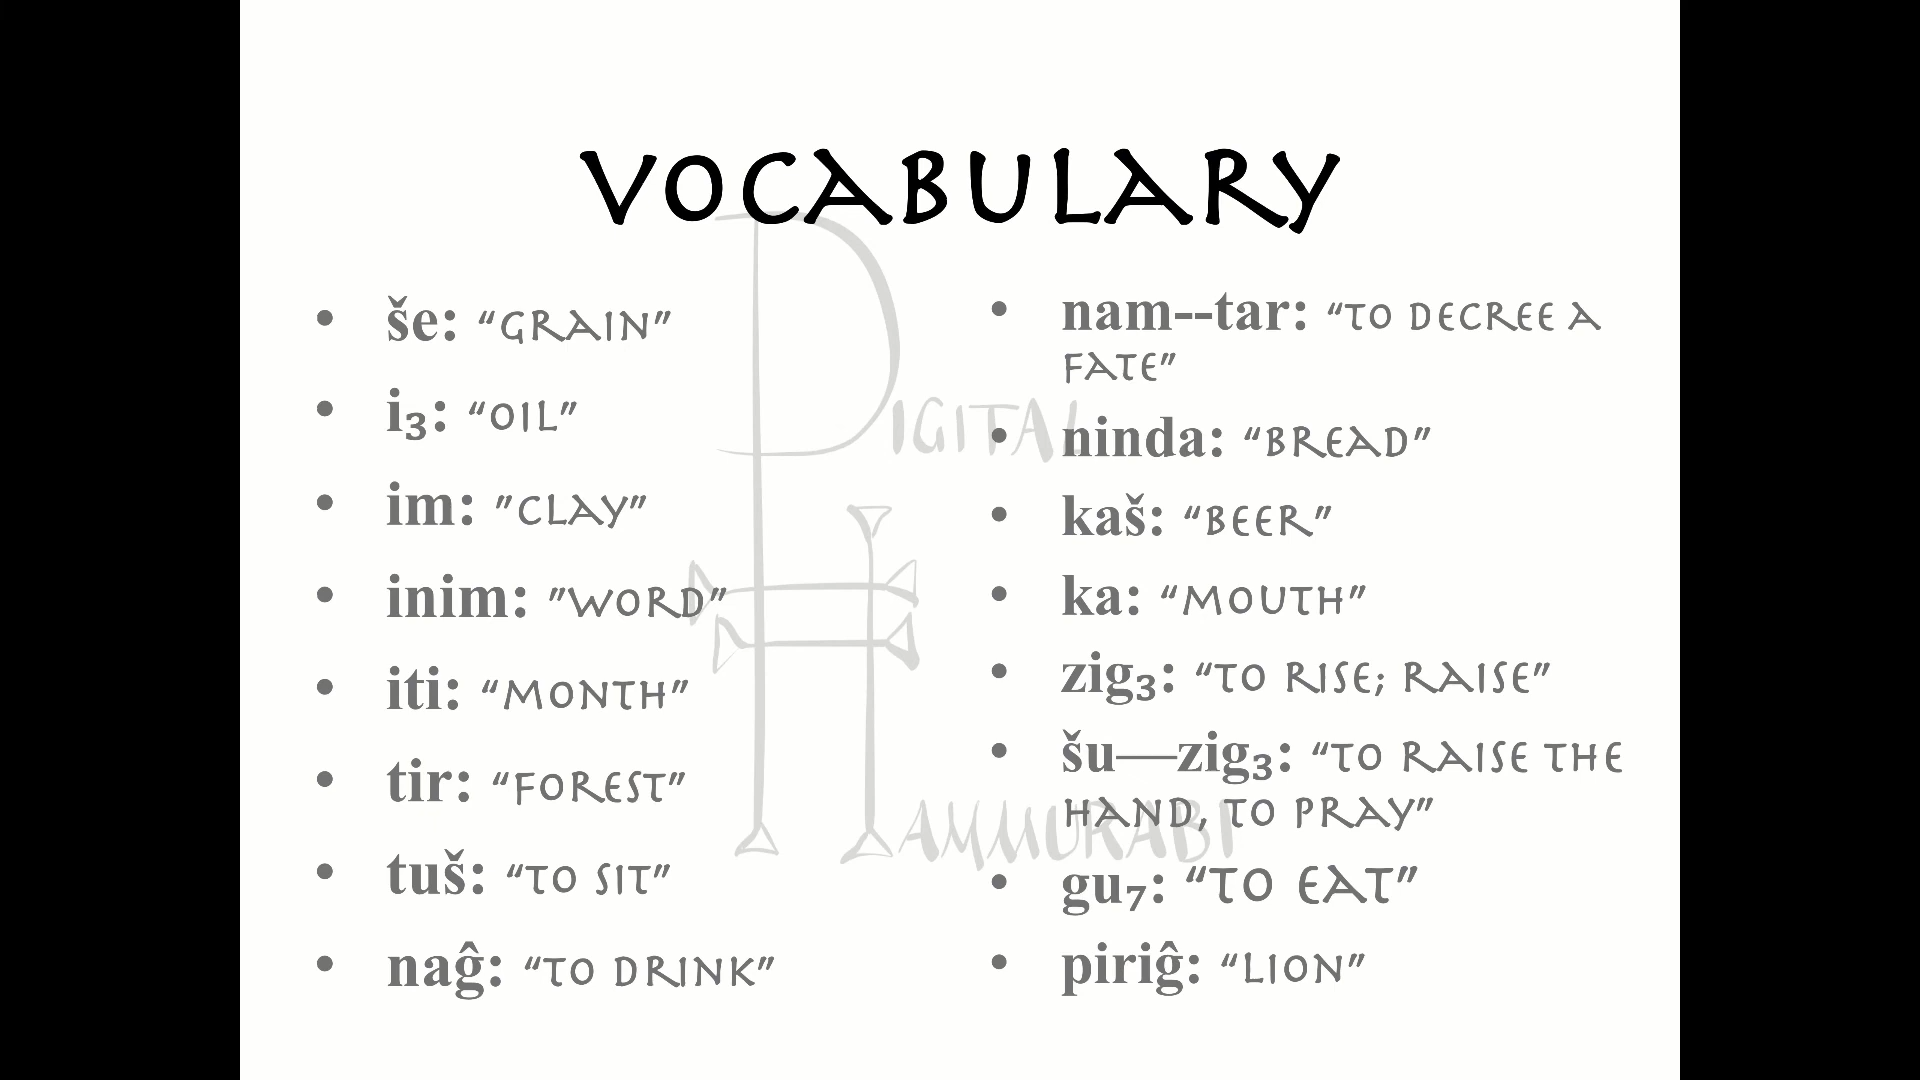 VOCABULARY
• še: “GRAIN”
• i₃: “OIL”
• im: ”CLAY”
• inim: ”WORD”
• iti: “MONTH”
• tir: “FOREST”
• tuš: “TO SIT”
• naĝ: “TO DRINK”
• nam--tar: “TO DECREE A
FATE”
• ninda: “BREAD”
• kaš: “BEER”
• ka: “MOUTH”
• zig₃: “TO RISE; RAISE”
• šu—zig₃: “TO RAISE THE
HAND, TO PRAY”
• gu₇: “TO EAT”
• piriĝ: “LION”
DIGITAL
HAMMURABI